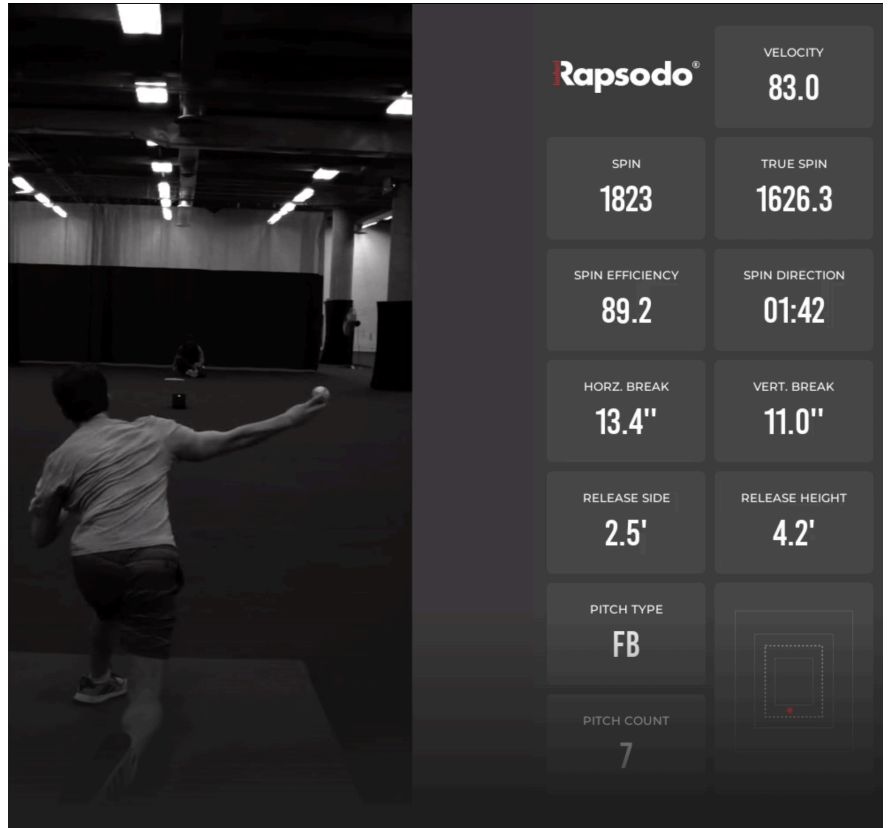 Rapsodo®
VELOCITY
83.0
SPIN
1823
TRUE SPIN
1626.3
SPIN EFFICIENCY
89.2
SPIN DIRECTION
01:42
HORZ. BREAK
13.4"
VERT. BREAK
11.0"
RELEASE SIDE
2.5'
RELEASE HEIGHT
4.2'
PITCH TYPE
FB
PITCH COUNT
7